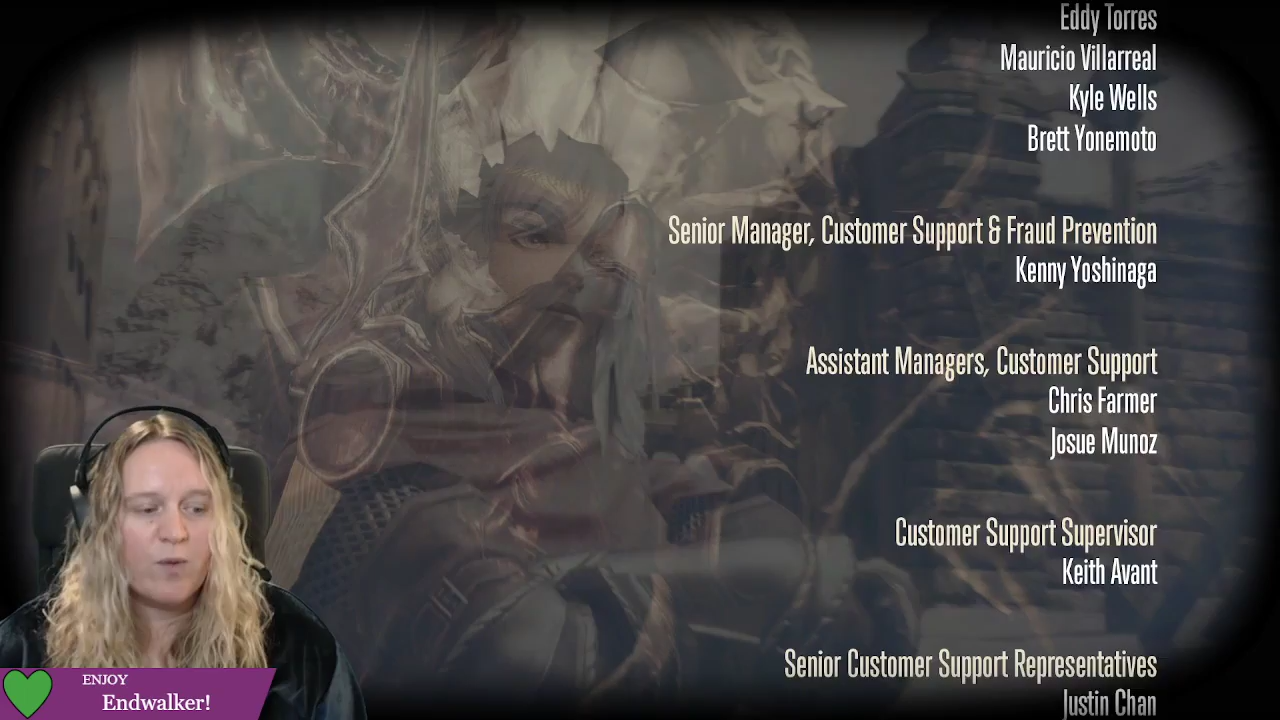 Eddy Torres
Mauricio Villarreal
Kyle Wells
Brett Yonemoto
Senior Manager, Customer Support & Fraud Prevention
Kenny Yoshinaga
Assistant Managers, Customer Support
Chris Farmer
Josue Munoz
Customer Support Supervisor
Keith Avant
Senior Customer Support Representatives
Justin Chan
ENJOY
Endwalker!